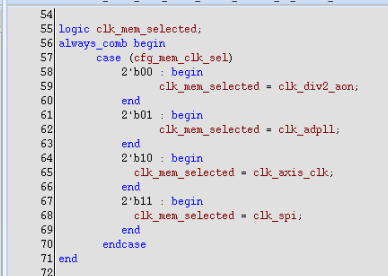 54
55 logic clk_mem_selected;
56 always_comb begin
57 case (cfg_mem_clk_sel)
58 2'b00 : begin
59 clk_mem_selected = clk_div2_aon;
60 end
61 2'b01 : begin
62 clk_mem_selected = clk_adpll;
63 end
64 2'b10 : begin
65 clk_mem_selected = clk_axis_clk;
66 end
67 2'b11 : begin
68 clk_mem_selected = clk_spi;
69 end
70 endcase
71 end
72